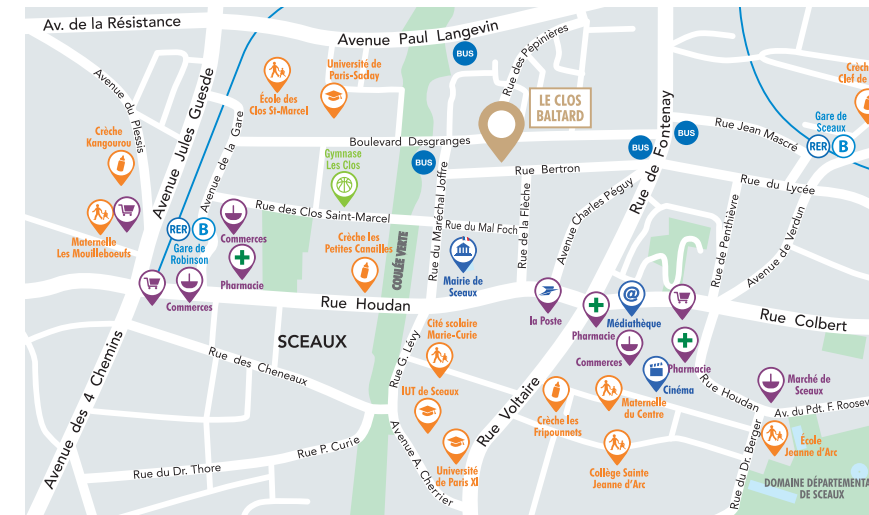 Av. de la Résistance
Avenue Paul Langevin
BUS
Rue des Pépinières
Crèch
Clef de
Avenue du Plessis
Avenue Jules Guesde
École des
Clos St-Marcel
Université de
Paris-Saday
LE CLOS
BALTARD
Rue de Fontenay
Gare de
Sceaux
RER
B
Crèche
Kangourou
Avenue de la Gare
Boulevard Desgranges
BUS
BUS
BUS
Rue Jean Mascré
Gymnase
Les Clos
Rue Bertron
Rue du Lycée
Maternelle
Les Mouilleboeufs
RER
B
Gare de
Robinson
Commerces
Pharmacie
Rue des Clos Saint-Marcel
Crèche les
Petites Canailles
COULÉE VERTE
Rue du Maréchal Joffre
Rue du Mal Foch
Rue de la Flèche
Avenue Charles Péguy
Rue de Penthièvre
Avenue de Verdun
Mairie de
Sceaux
Commerces
Rue Houdan
la Poste
Pharmacie
@
Médiathèque
Rue Colbert
SCEAUX
Cité scolaire
Marie-Curie
Commerces
Pharmacie
Cinéma
Rue Houdan
Marché de
Sceaux
Avenue des 4 Chemins
Rue des Cheneaux
Rue G. Lévy
IUT de Sceaux
Rue Voltaire
Crèche les
Fripounnets
Maternelle
du Centre
Av. du Pdt. F. Roosev
Rue P. Curie
Rue du Dr. Thore
Avenue A. Cherrier
Université
de Paris XI
Collège Sainte
Jeanne d'Arc
Rue du Dr. Berger
École
Jeanne d'Arc
DOMAINE DÉPARTEMENTA
DE SCEAUX